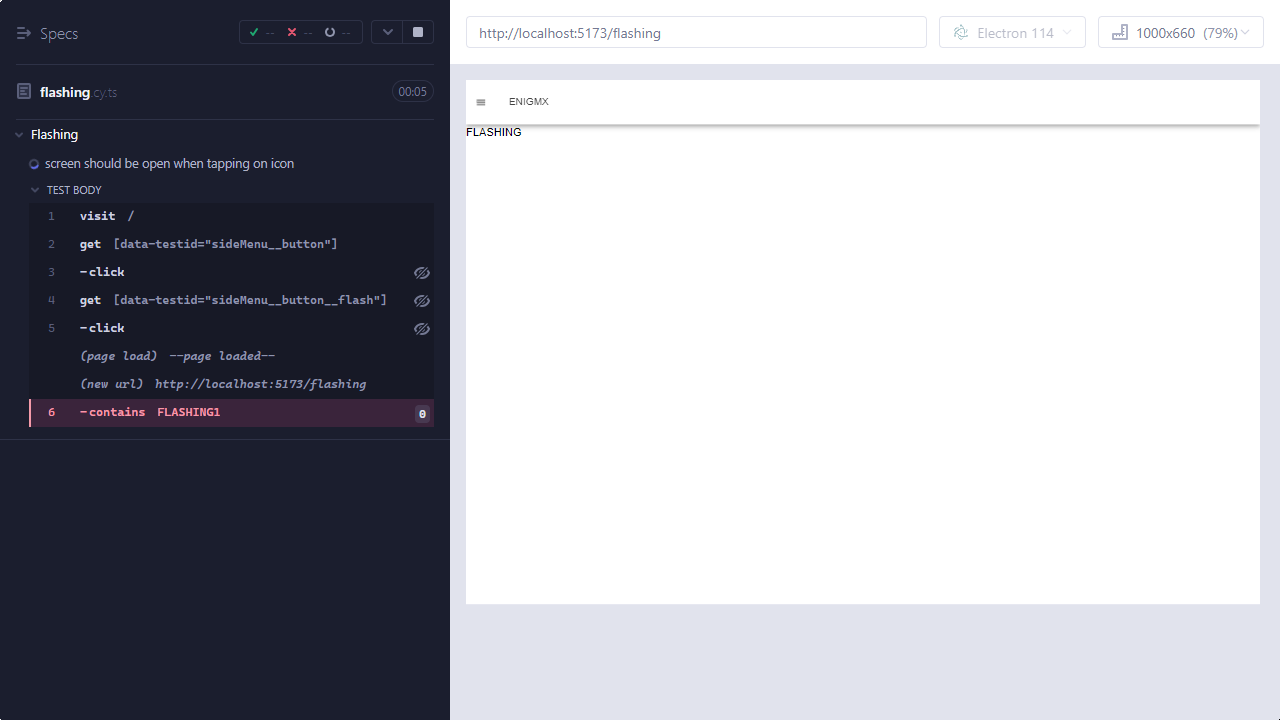 Specs
-- -- --
flashing.cy.ts 00:05
Flashing
screen should be open when tapping on icon
TEST BODY
1 visit /
2 get [data-testid="sideMenu__button"]
3 -click
4 get [data-testid="sideMenu__button__flash"]
5 -click
(page load) --page loaded--
(new url) http://localhost:5173/flashing
6 -contains FLASHING1 0
http://localhost:5173/flashing
Electron 114
1000x660 (79%)
ENIGMX
FLASHING